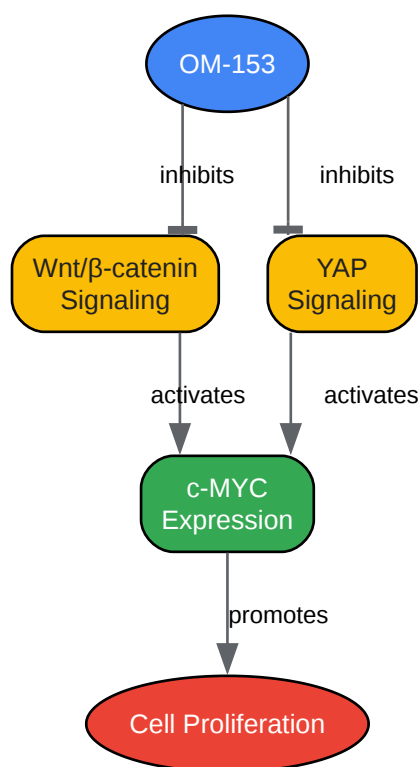 OM-153
inhibits
inhibits
Wnt/β-catenin
Signaling
YAP
Signaling
activates
activates
c-MYC
Expression
promotes
Cell Proliferation